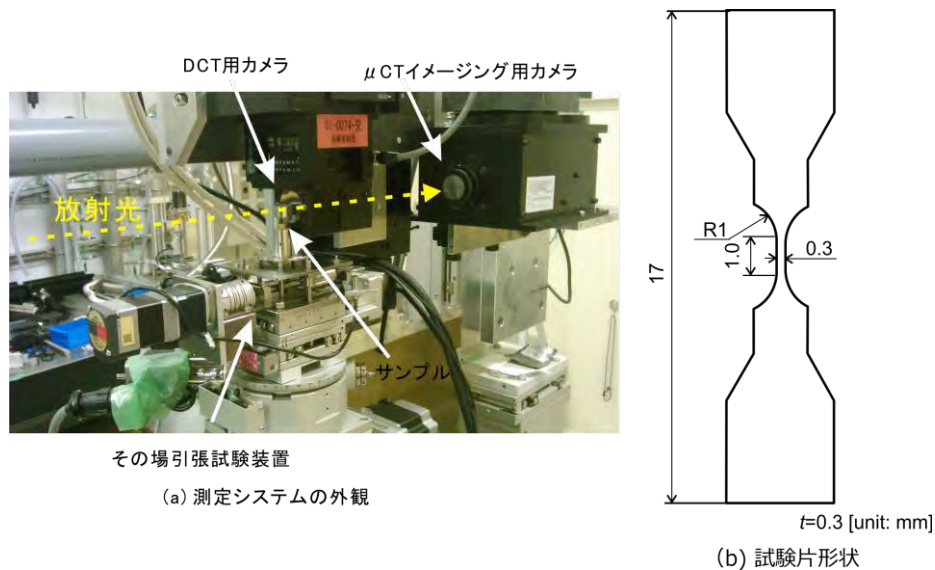 DCT用カメラ
μCTイメージング用カメラ
01-0074-受
放射光
サンプル
その場引張試験装置
(a) 測定システムの外観
17
R1
1.0
0.3
t=0.3 [unit: mm]
(b) 試験片形状